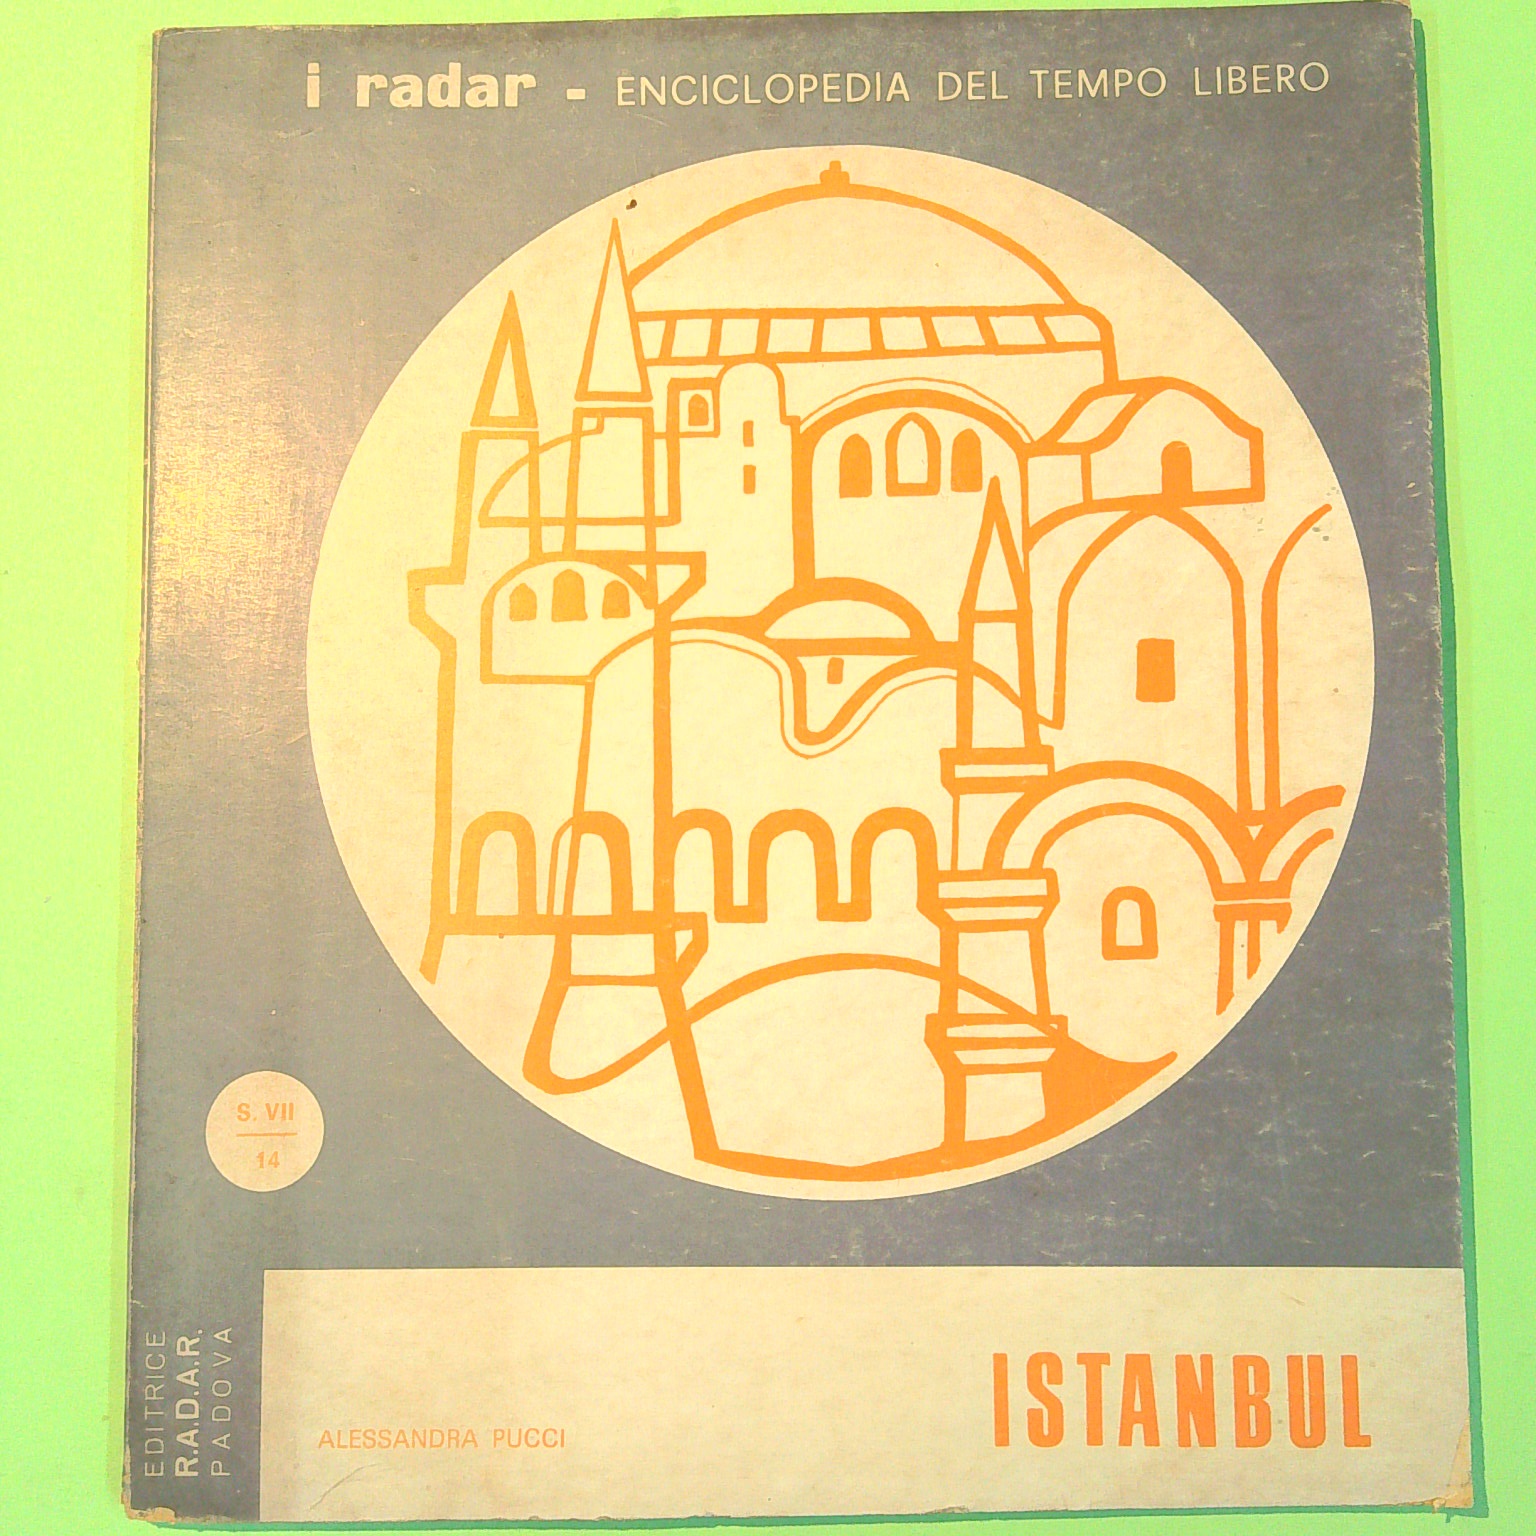 i radar - ENCICLOPEDIA DEL TEMPO LIBERO
S. VII
14
EDITRICE
R.A.D.A.R.
PADOVA
ALESSANDRA PUCCI
ISTANBUL